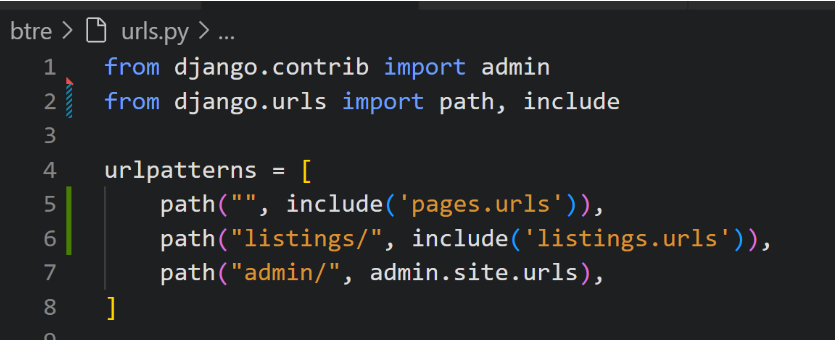 btre > urls.py > ...
1 from django.contrib import admin
2 from django.urls import path, include
3
4 urlpatterns = [
5     path("", include('pages.urls')),
6     path("listings/", include('listings.urls')),
7     path("admin/", admin.site.urls),
8 ]
9